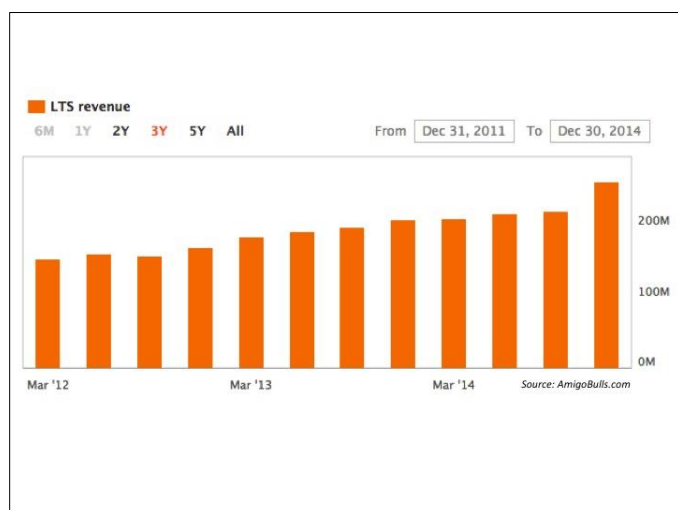 LTS revenue
6M 1Y 2Y 3Y 5Y All From Dec 31, 2011 To Dec 30, 2014
200M
100M
0M
Mar '12 Mar '13 Mar '14
Source: AmigoBulls.com